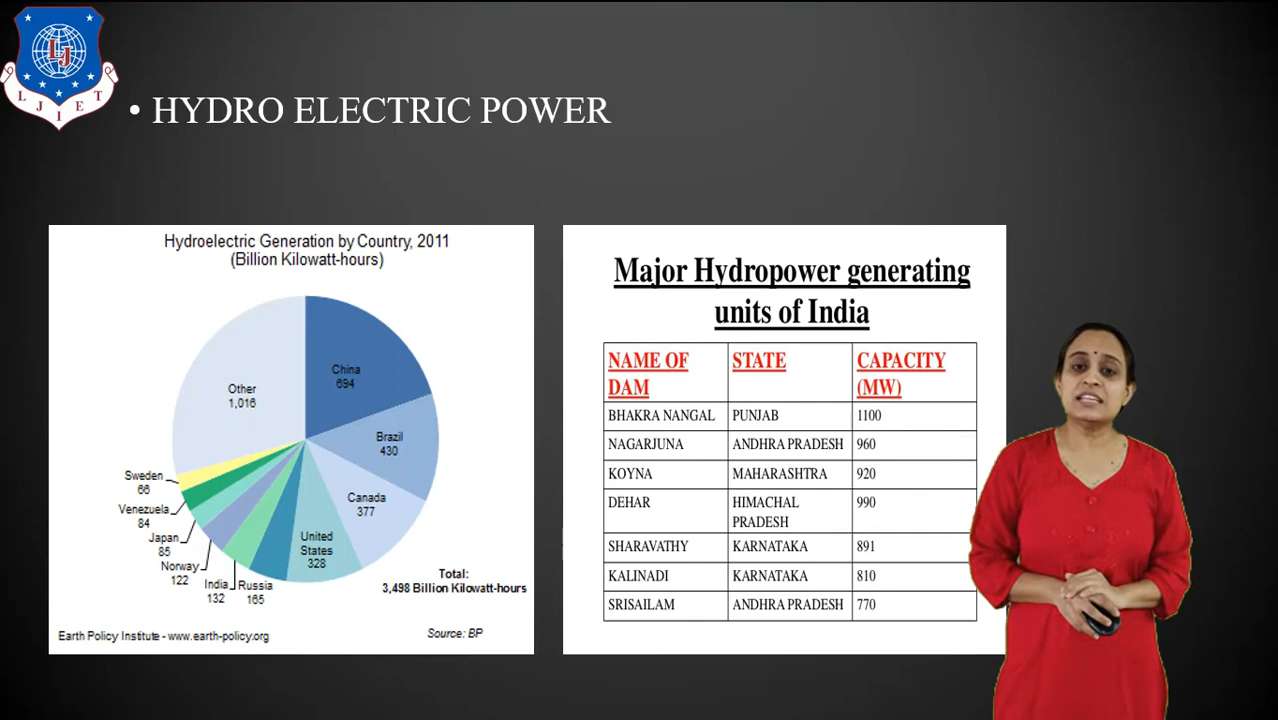 LJ
L J I E T
• HYDRO ELECTRIC POWER
Hydroelectric Generation by Country, 2011
(Billion Kilowatt-hours)
China
694
Other
1,016
Brazil
430
Sweden
66
Canada
377
Venezuela
84
Japan
85
United
States
328
Norway
122
India
132
Russia
165
Total:
3,498 Billion Kilowatt-hours
Earth Policy Institute - www.earth-policy.org
Source: BP
Major Hydropower generating
units of India
NAME OF DAM STATE CAPACITY (MW)
BHAKRA NANGAL PUNJAB 1100
NAGARJUNA ANDHRA PRADESH 960
KOYNA MAHARASHTRA 920
DEHAR HIMACHAL PRADESH 990
SHARAVATHY KARNATAKA 891
KALINADI KARNATAKA 810
SRISAILAM ANDHRA PRADESH 770